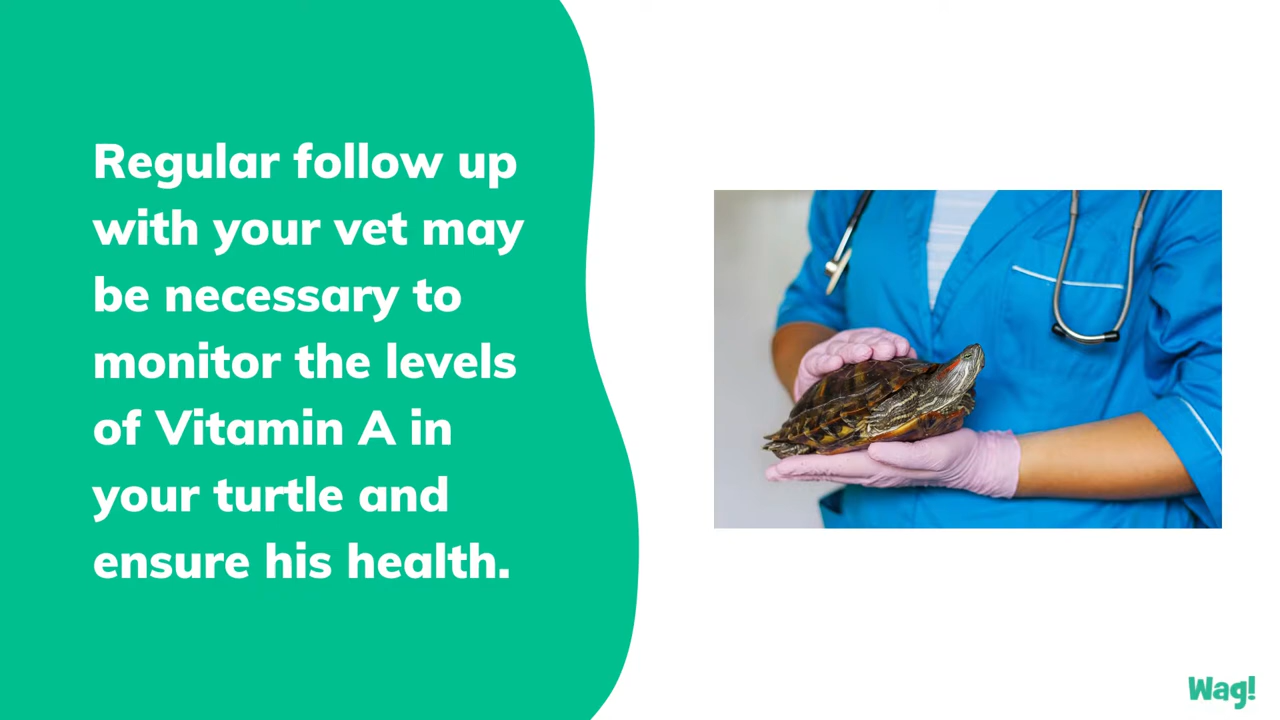 Regular follow up
with your vet may
be necessary to
monitor the levels
of Vitamin A in
your turtle and
ensure his health.
Wag!